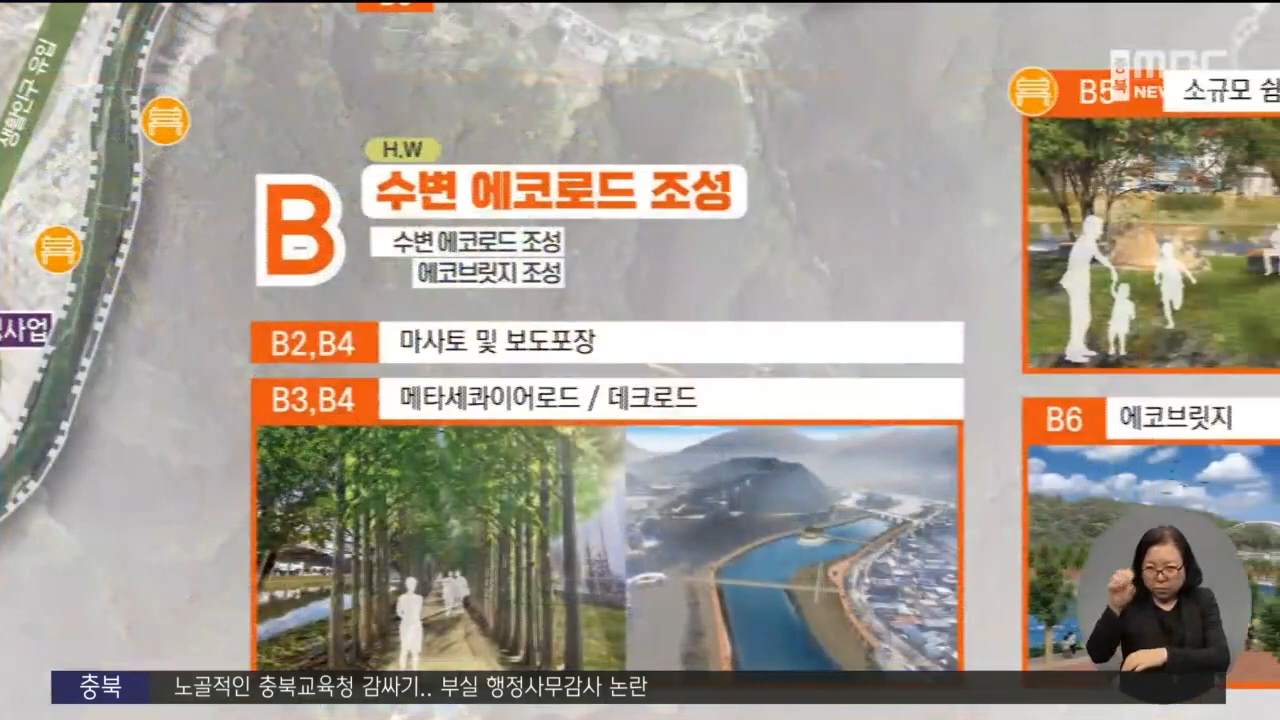 생활인구 유입
H.W
B
수변 에코로드 조성
수변 에코로드 조성
에코브릿지 조성
사업
B2,B4 마사토 및 보도포장
B3,B4 메타세콰이어로드 / 데크로드
B5 소규모 쉼
충북 MBC
NEWS
B6 에코브릿지
충북 노골적인 충북교육청 감싸기.. 부실 행정사무감사 논란